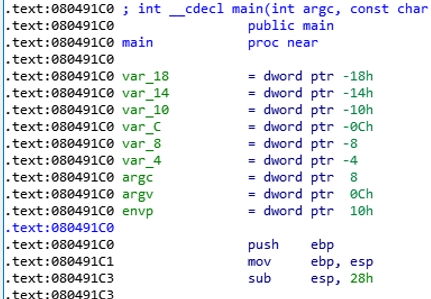 .text:080491C0 ; int __cdecl main(int argc, const char
.text:080491C0 public main
.text:080491C0 main proc near
.text:080491C0
.text:080491C0 var_18 = dword ptr -18h
.text:080491C0 var_14 = dword ptr -14h
.text:080491C0 var_10 = dword ptr -10h
.text:080491C0 var_C = dword ptr -0Ch
.text:080491C0 var_8 = dword ptr -8
.text:080491C0 var_4 = dword ptr -4
.text:080491C0 argc = dword ptr 8
.text:080491C0 argv = dword ptr 0Ch
.text:080491C0 envp = dword ptr 10h
.text:080491C0
.text:080491C0 push ebp
.text:080491C1 mov ebp, esp
.text:080491C3 sub esp, 28h
.text:080491C3